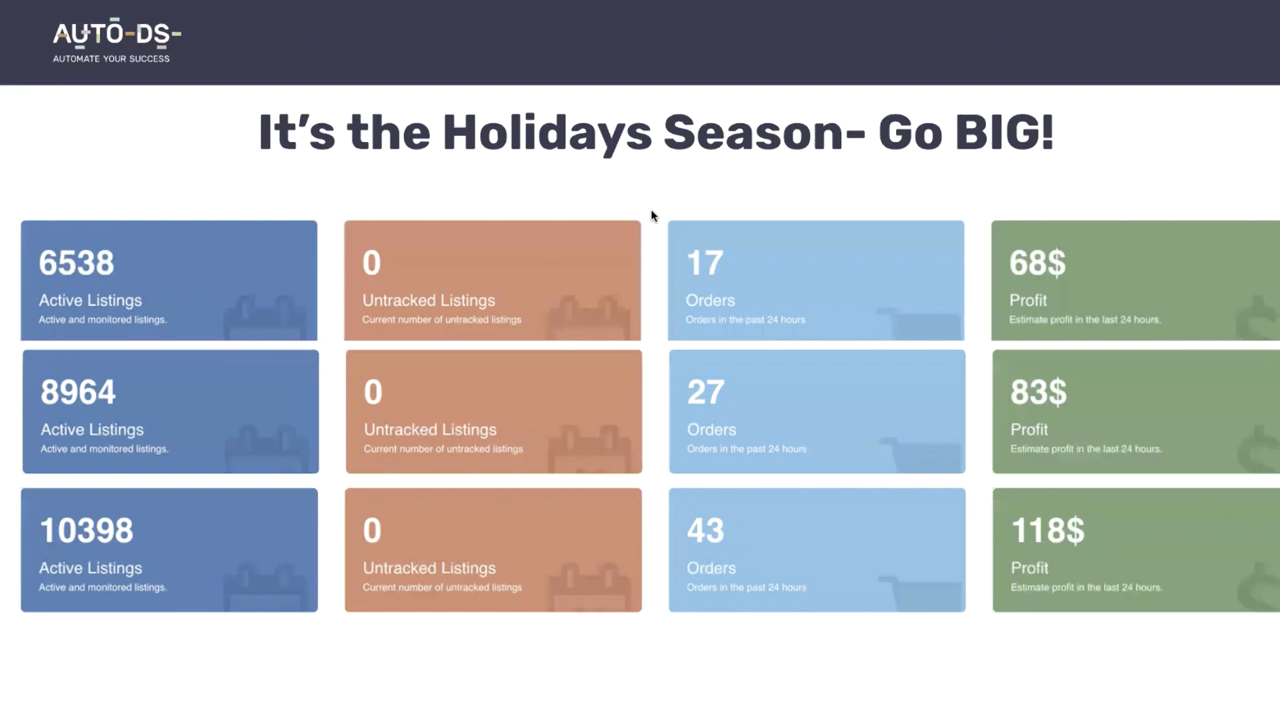 AUTO-DS-
AUTOMATE YOUR SUCCESS
It's the Holidays Season- Go BIG!
6538
Active Listings
Active and monitored listings.
0
Untracked Listings
Current number of untracked listings
17
Orders
Orders in the past 24 hours
68$
Profit
Estimate profit in the last 24 hours.
8964
Active Listings
Active and monitored listings.
0
Untracked Listings
Current number of untracked listings
27
Orders
Orders in the past 24 hours
83$
Profit
Estimate profit in the last 24 hours.
10398
Active Listings
Active and monitored listings.
0
Untracked Listings
Current number of untracked listings
43
Orders
Orders in the past 24 hours
118$
Profit
Estimate profit in the last 24 hours.